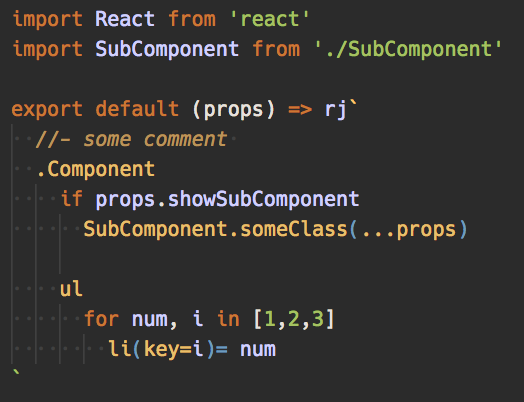 import React from 'react'
import SubComponent from './SubComponent'

export default (props) => rj`
  //- some comment
  .Component
    if props.showSubComponent
      SubComponent.someClass(...props)

    ul
      for num, i in [1,2,3]
        li(key=i)= num
`